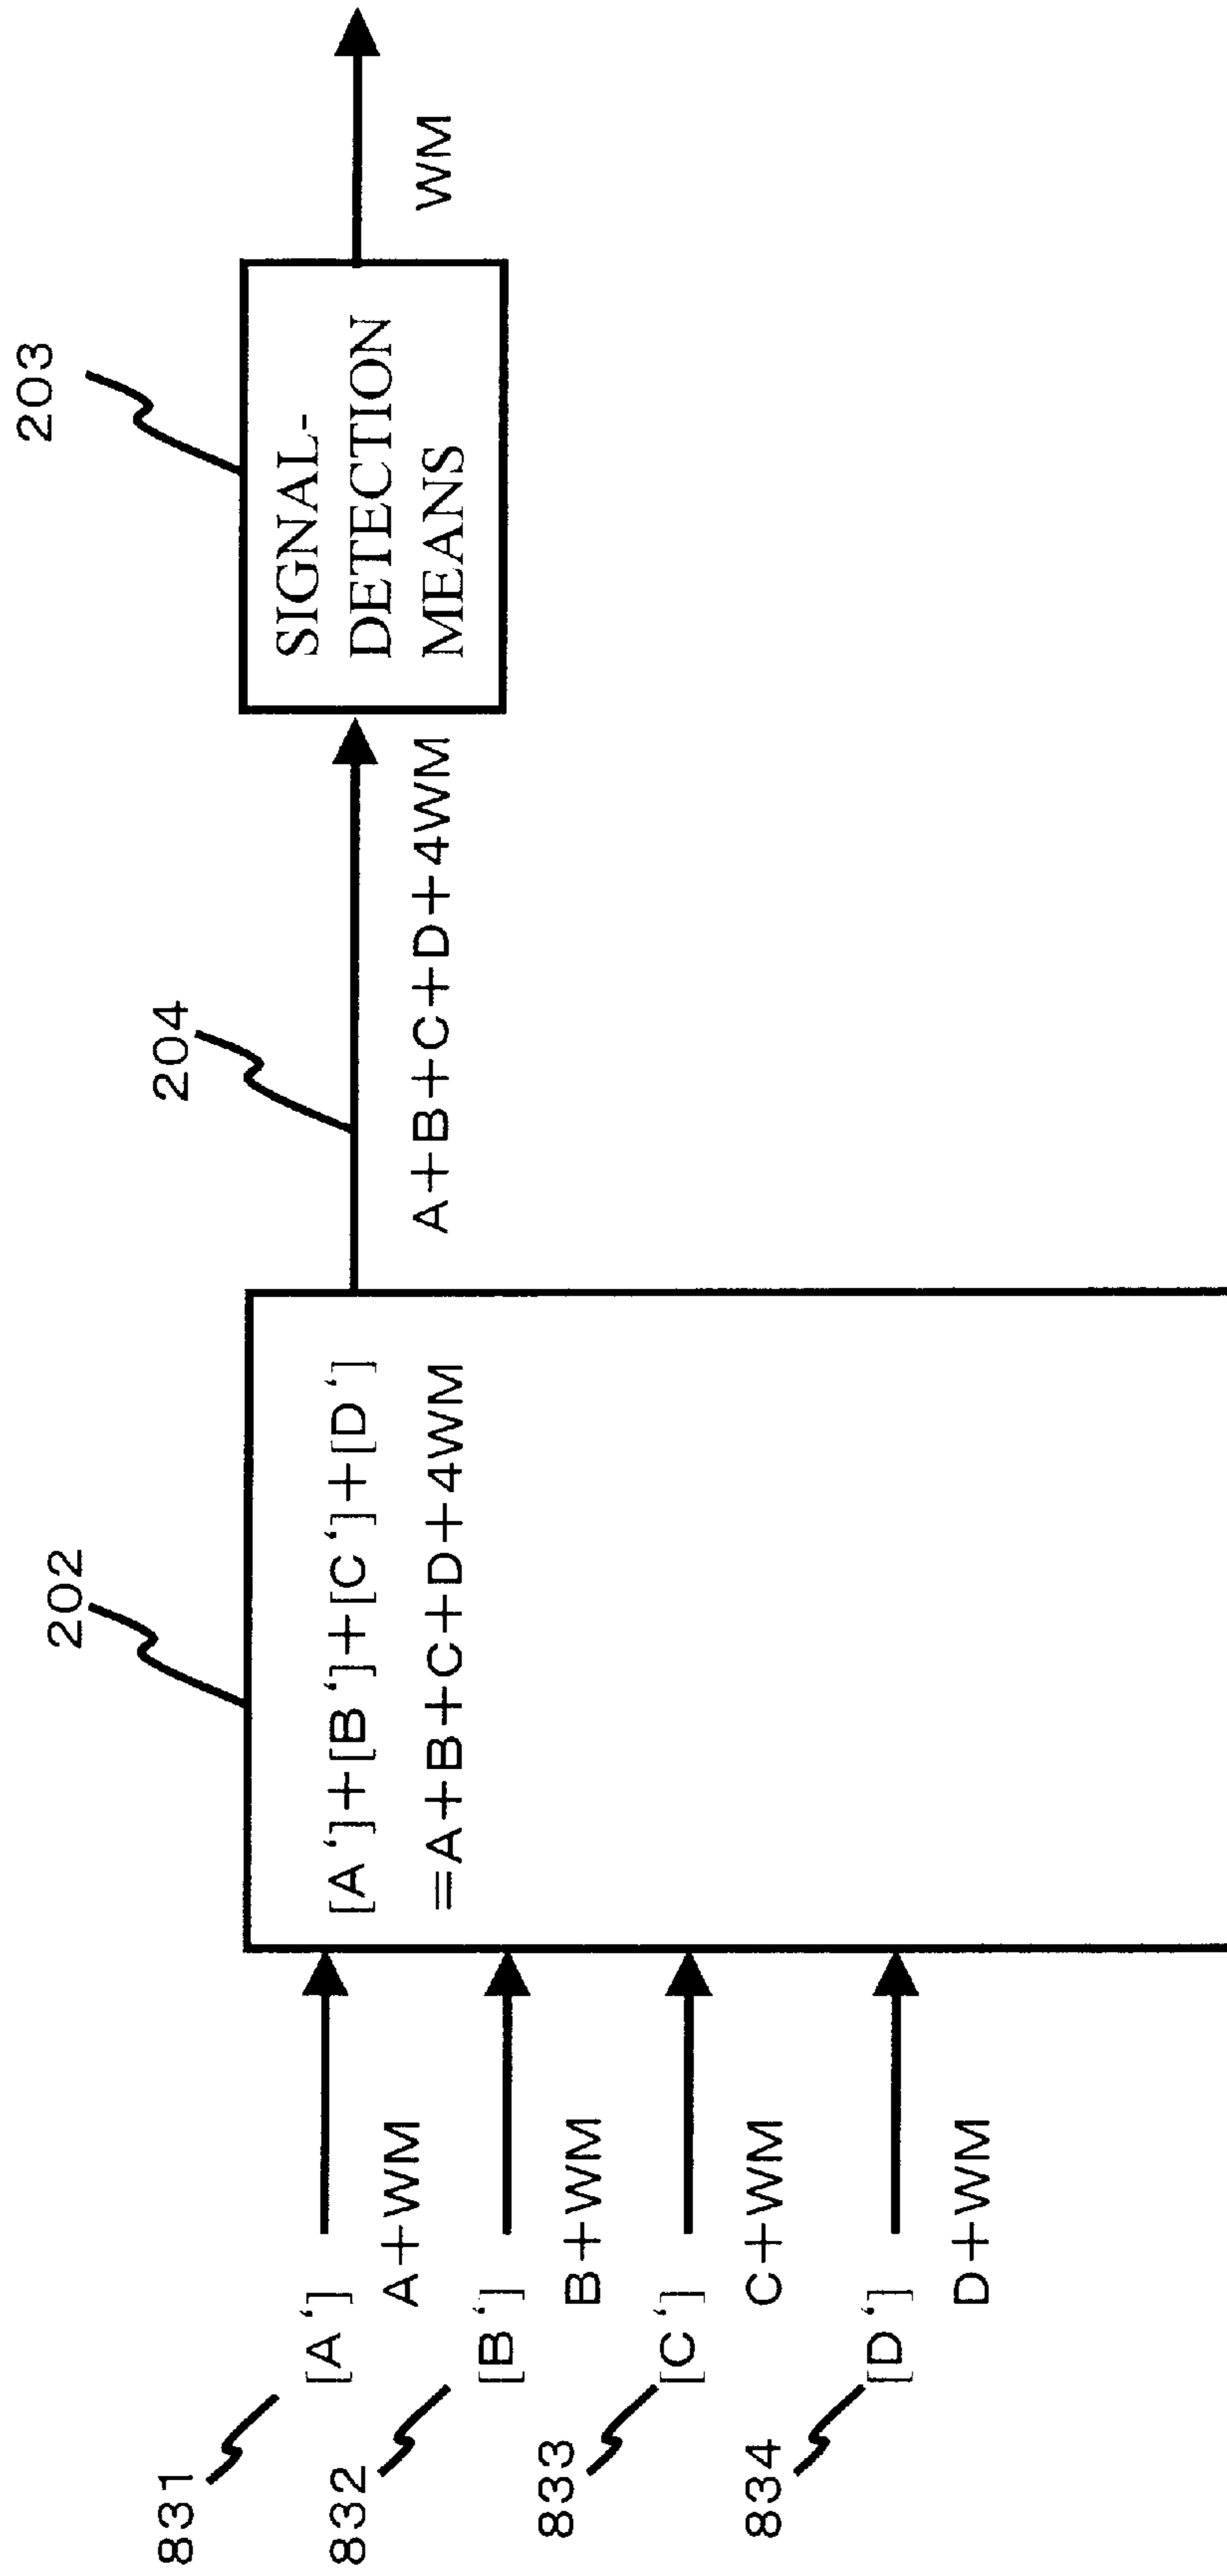 831
[A‘]
A+WM
832
[B‘]
B+WM
833
[C‘]
C+WM
834
[D‘]
D+WM
202
[A‘]+[B‘]+[C‘]+[D‘]
=A+B+C+D+4WM
204
A+B+C+D+4WM
203
SIGNAL-
DETECTION
MEANS
WM